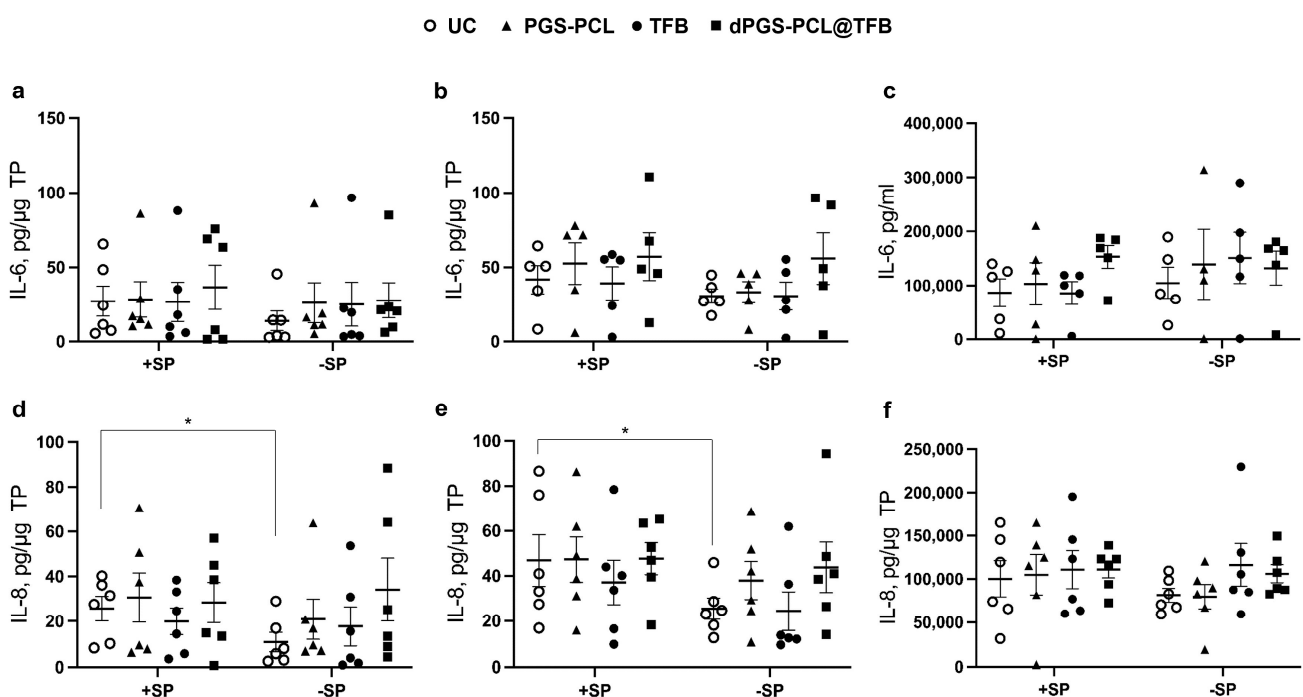 UC PGS-PCL TFB dPGS-PCL@TFB
a
150
100
50
0
IL-6, pg/µg TP
+SP -SP
b
150
100
50
0
IL-6, pg/µg TP
+SP -SP
c
400,000
300,000
200,000
100,000
0
IL-6, pg/ml
+SP -SP
d
100
80
60
40
20
0
IL-8, pg/µg TP
*
+SP -SP
e
100
80
60
40
20
0
IL-8, pg/µg TP
*
+SP -SP
f
250,000
200,000
150,000
100,000
50,000
0
IL-8, pg/µg TP
+SP -SP